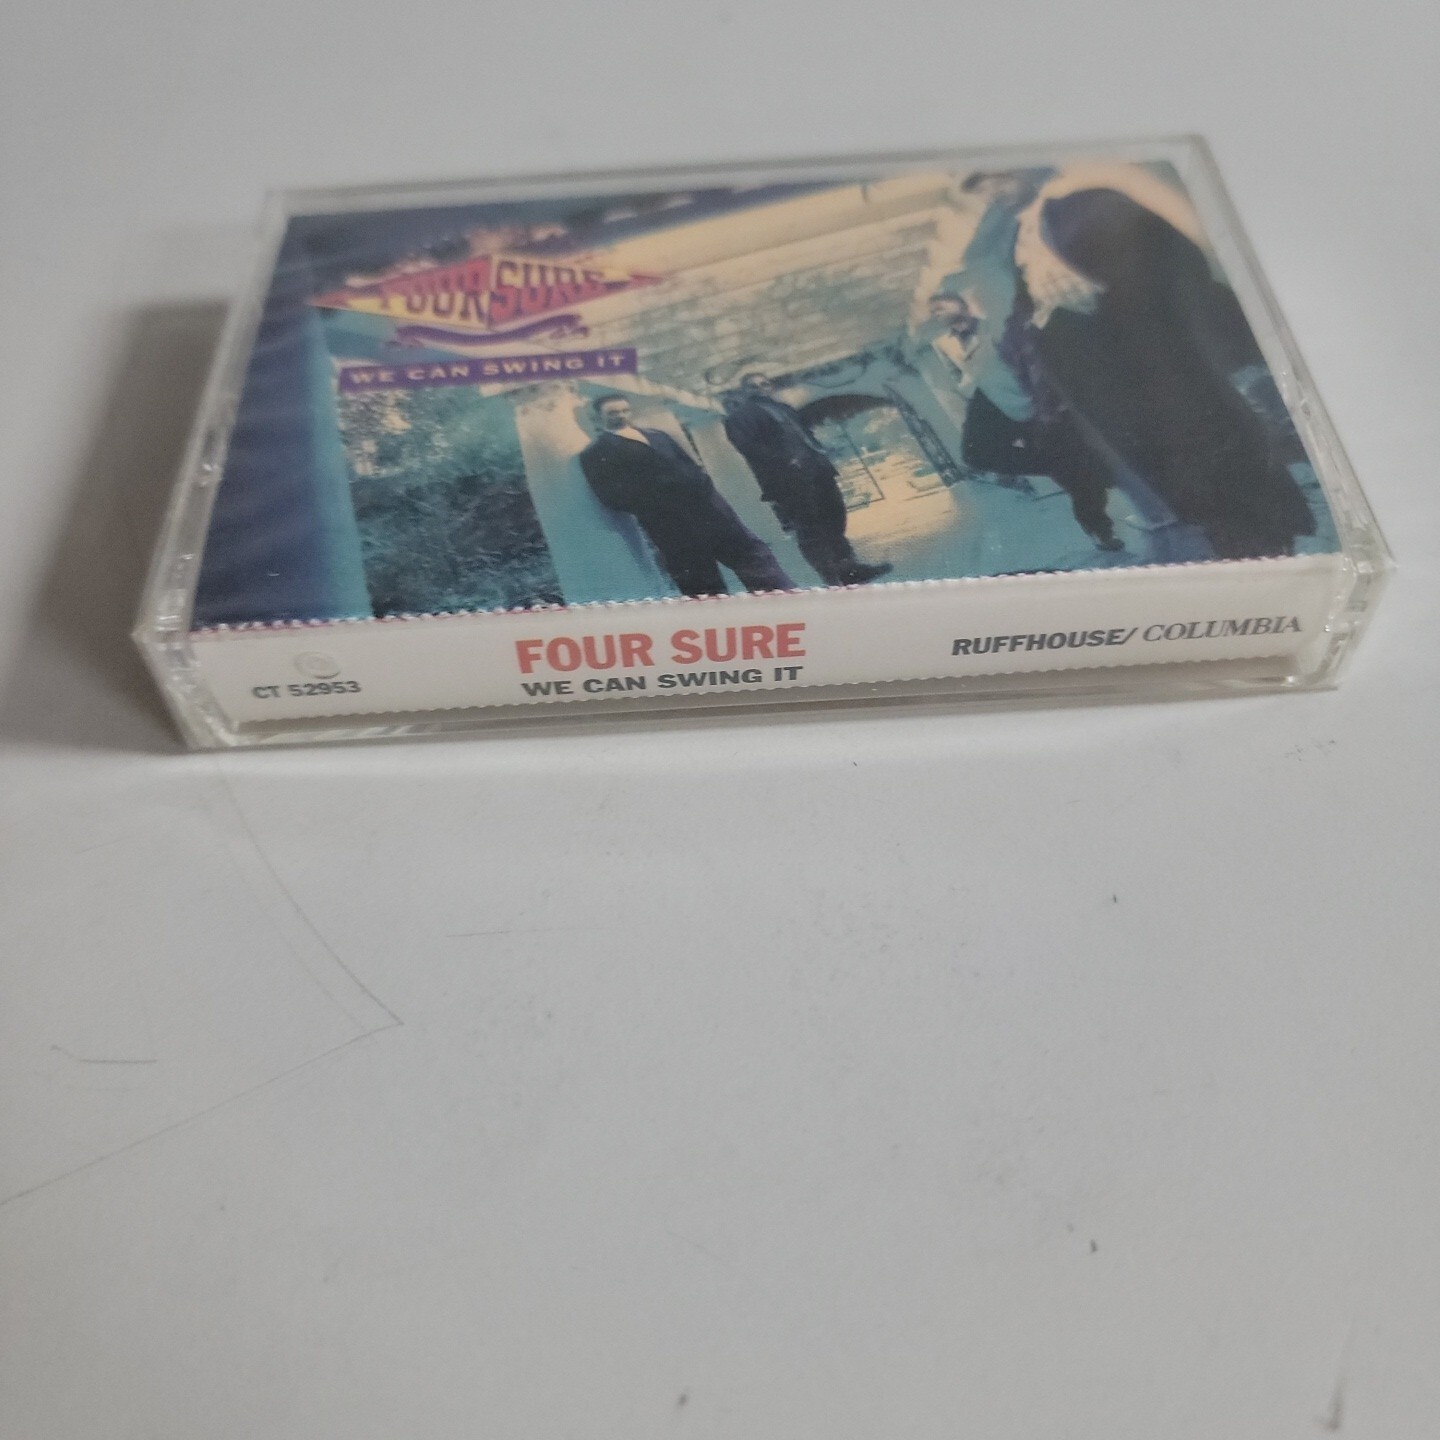 FOUR SURE
WE CAN SWING IT
CT 52953
FOUR SURE
WE CAN SWING IT
RUFFHOUSE/ COLUMBIA